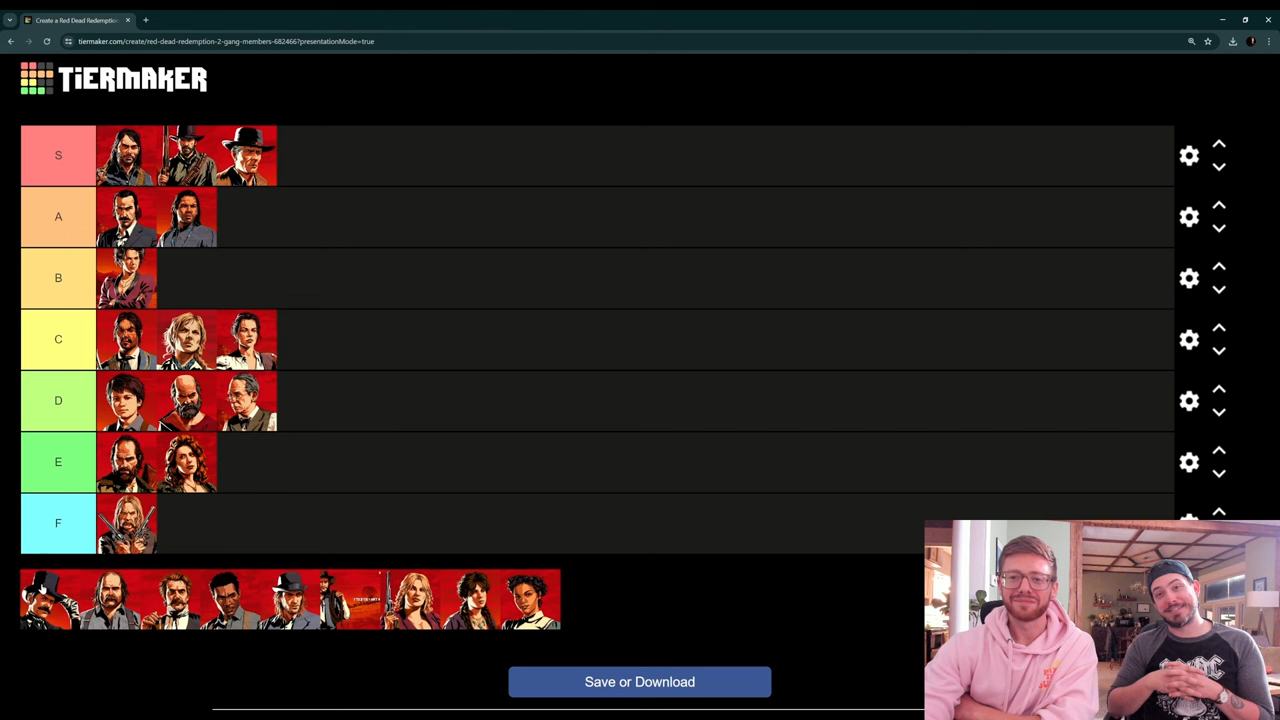 Create a Red Dead Redemption
tiermaker.com/create/red-dead-redemption-2-gang-members-682466?presentationMode=true
TIERMAKER
S
A
B
C
D
E
F
Save or Download